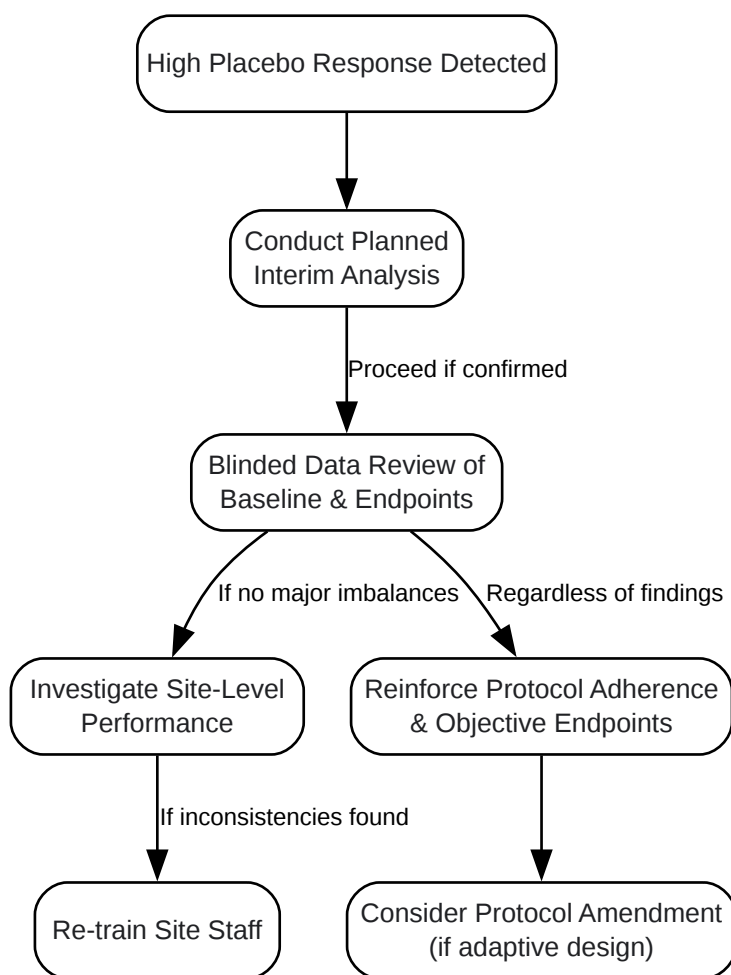 High Placebo Response Detected
Conduct Planned
Interim Analysis
Proceed if confirmed
Blinded Data Review of
Baseline & Endpoints
If no major imbalances
Regardless of findings
Investigate Site-Level
Performance
Reinforce Protocol Adherence
& Objective Endpoints
If inconsistencies found
Re-train Site Staff
Consider Protocol Amendment
(if adaptive design)